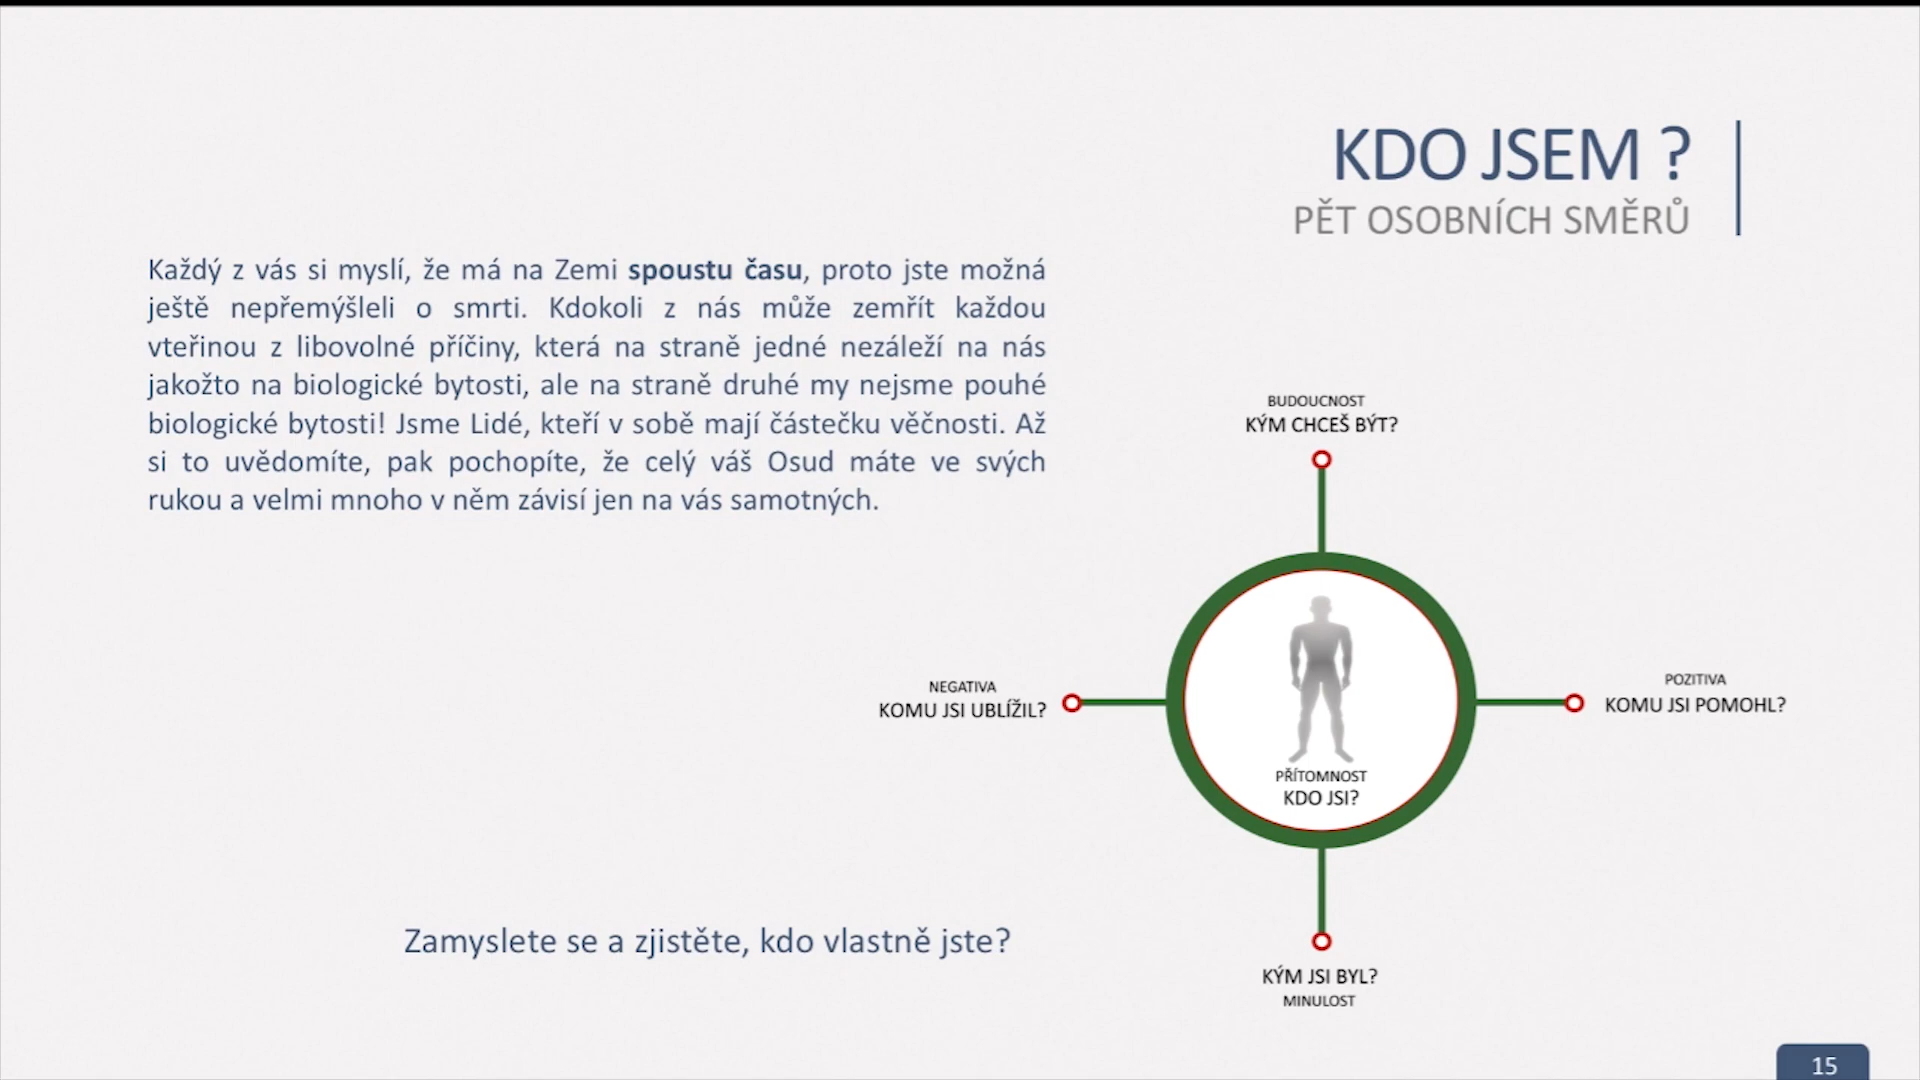 KDO JSEM ?
PĚT OSOBNÍCH SMĚRŮ
Každý z vás si myslí, že má na Zemi spoustu času, proto jste možná
ještě nepřemýšleli o smrti. Kdokoli z nás může zemřít každou
vteřinou z libovolné příčiny, která na straně jedné nezáleží na nás
jakožto na biologické bytosti, ale na straně druhé my nejsme pouhé
biologické bytosti! Jsme Lidé, kteří v sobě mají částečku věčnosti. Až
si to uvědomíte, pak pochopíte, že celý váš Osud máte ve svých
rukou a velmi mnoho v něm závisí jen na vás samotných.
BUDOUCNOST
KÝM CHCEŠ BÝT?
NEGATIVA
KOMU JSI UBLÍŽIL?
POZITIVA
KOMU JSI POMOHL?
PŘÍTOMNOST
KDO JSI?
Zamyslete se a zjistěte, kdo vlastně jste?
KÝM JSI BYL?
MINULOST
15